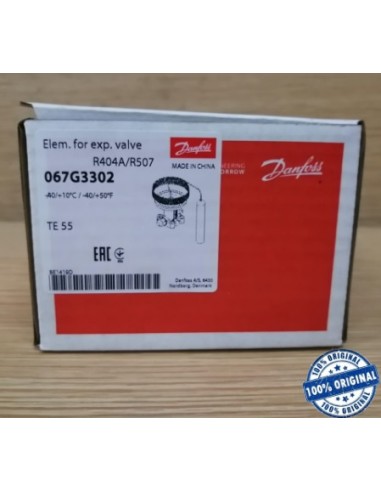 Elem. for exp. valve
R404A/R507
067G3302
-40/+10°C / -40/+50°F
TE 55
EAC
Danfoss
MADE IN CHINA
Danfoss A/S, 6430
Nordborg, Denmark
Danfoss
100% ORIGINAL
100% ORIGINAL
100% ORIGINAL